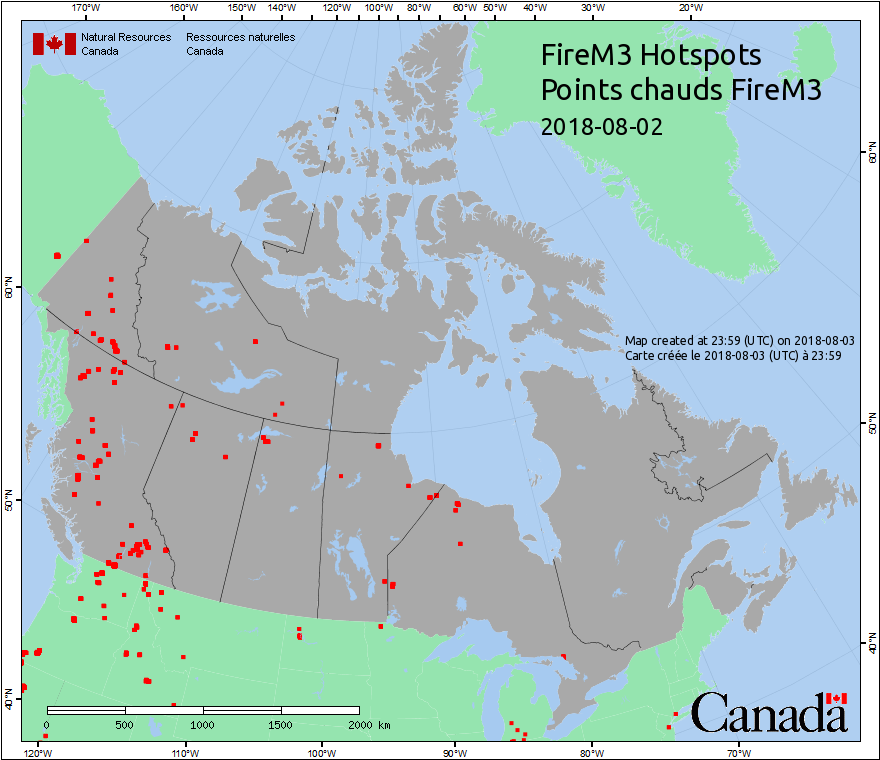 170°W 160°W 150°W 140°W 120°W 100°W 80°W 60°W 50°W 40°W 30°W 20°W
Natural Resources Ressources naturelles
Canada Canada
FireM3 Hotspots
Points chauds FireM3
2018-08-02
60°N
60°N
Map created at 23:59 (UTC) on 2018-08-03
Carte créée le 2018-08-03 (UTC) à 23:59
50°N
50°N
40°N
40°N
Canada
0 500 1000 1500 2000 km
120°W 110°W 100°W 90°W 80°W 70°W